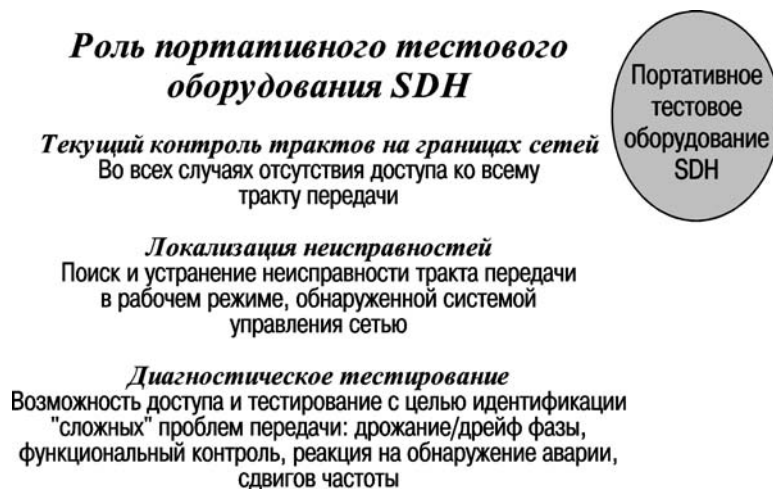 Роль портативного тестового
оборудования SDH
Портативное
тестовое
оборудование
SDH
Текущий контроль трактов на границах сетей
Во всех случаях отсутствия доступа ко всему
тракту передачи
Локализация неисправностей
Поиск и устранение неисправности тракта передачи
в рабочем режиме, обнаруженной системой
управления сетью
Диагностическое тестирование
Возможность доступа и тестирование с целью идентификации
"сложных" проблем передачи: дрожание/дрейф фазы,
функциональный контроль, реакция на обнаружение аварии,
сдвигов частоты